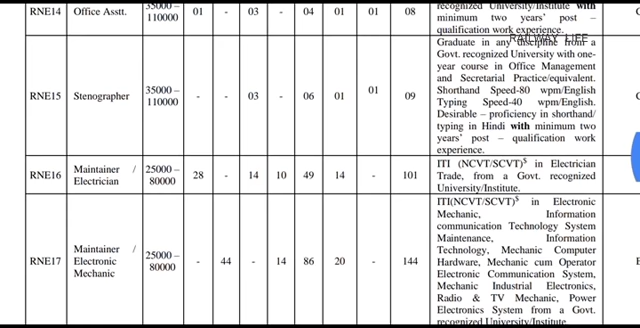 RNE14 Office Asstt. 35000 – 110000 01 - 03 - 04 01 01 08
recognized University/Institute with
minimum two years' post –
qualification work experience.
RAILWAY LIFE
RNE15 Stenographer 35000 – 110000 - - 03 - 06 01 01 09
Graduate in any discipline from a
Govt. recognized University with one-
year course in Office Management
and Secretarial Practice/equivalent.
Shorthand Speed-80 wpm/English
Typing Speed-40 wpm/English.
Desirable – proficiency in shorthand/
typing in Hindi with minimum two
years' post – qualification work
experience.
RNE16 Maintainer / Electrician 25000 – 80000 28 - 14 10 49 14 - 101
ITI (NCVT/SCVT)$ in Electrician
Trade, from a Govt. recognized
University/Institute.
RNE17 Maintainer / Electronic Mechanic 25000 – 80000 - 44 - 14 86 20 - 144
ITI(NCVT/SCVT)$ in Electronic
Mechanic, Information
communication Technology System
Maintenance, Information
Technology, Mechanic Computer
Hardware, Mechanic cum Operator
Electronic Communication System,
Mechanic Industrial Electronics,
Radio & TV Mechanic, Power
Electronics System from a Govt.
recognized University/Institute.